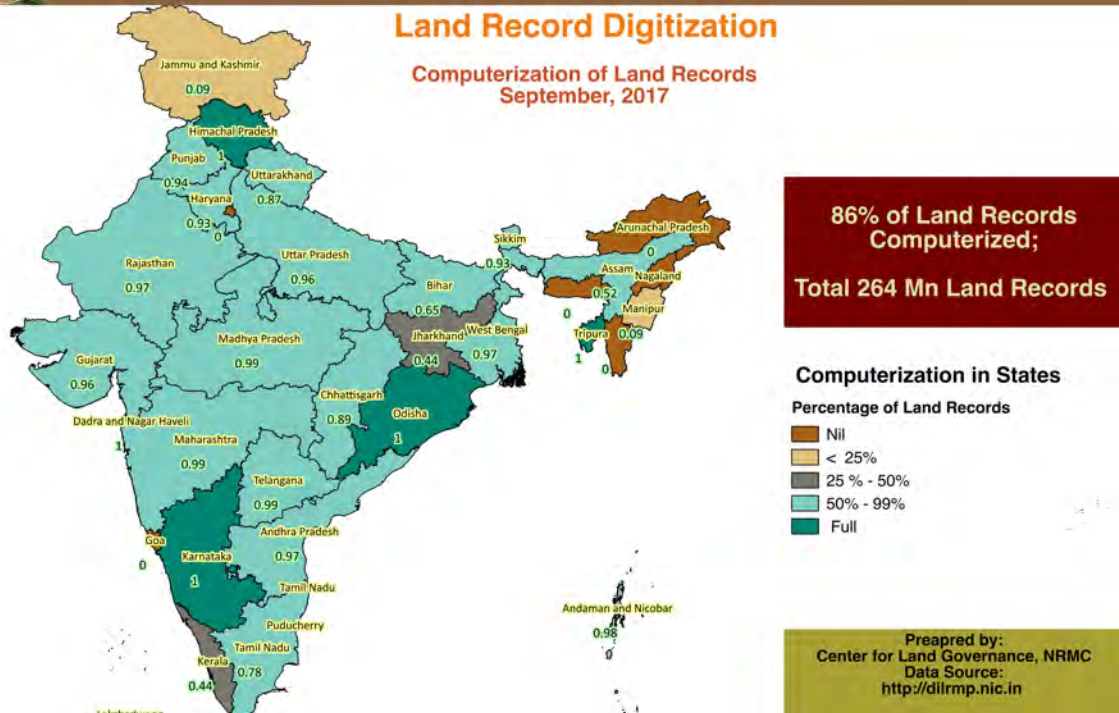 Land Record Digitization
Computerization of Land Records
September, 2017
Jammu and Kashmir
0.09
Himachal Pradesh
1
Punjab
0.94
Uttarakhand
0.87
Haryana
0.93
0
Rajasthan
0.97
Uttar Pradesh
0.96
Bihar
0.65
Sikkim
0.93
Arunachal Pradesh
0
Assam
0.52
Nagaland
Manipur
0.09
0
Tripura
1
0
Jharkhand
0.44
West Bengal
0.97
Madhya Pradesh
0.99
Gujarat
0.96
Chhattisgarh
0.89
Odisha
1
Dadra and Nagar Haveli
1
Maharashtra
0.99
Telangana
0.99
Goa
0
Karnataka
1
Andhra Pradesh
0.97
Tamil Nadu
Puducherry
Tamil Nadu
0.78
Kerala
0.44
Andaman and Nicobar
0.98
86% of Land Records
Computerized;
Total 264 Mn Land Records
Computerization in States
Percentage of Land Records
Nil
< 25%
25 % - 50%
50% - 99%
Full
Preapred by:
Center for Land Governance, NRMC
Data Source:
http://dilrmp.nic.in